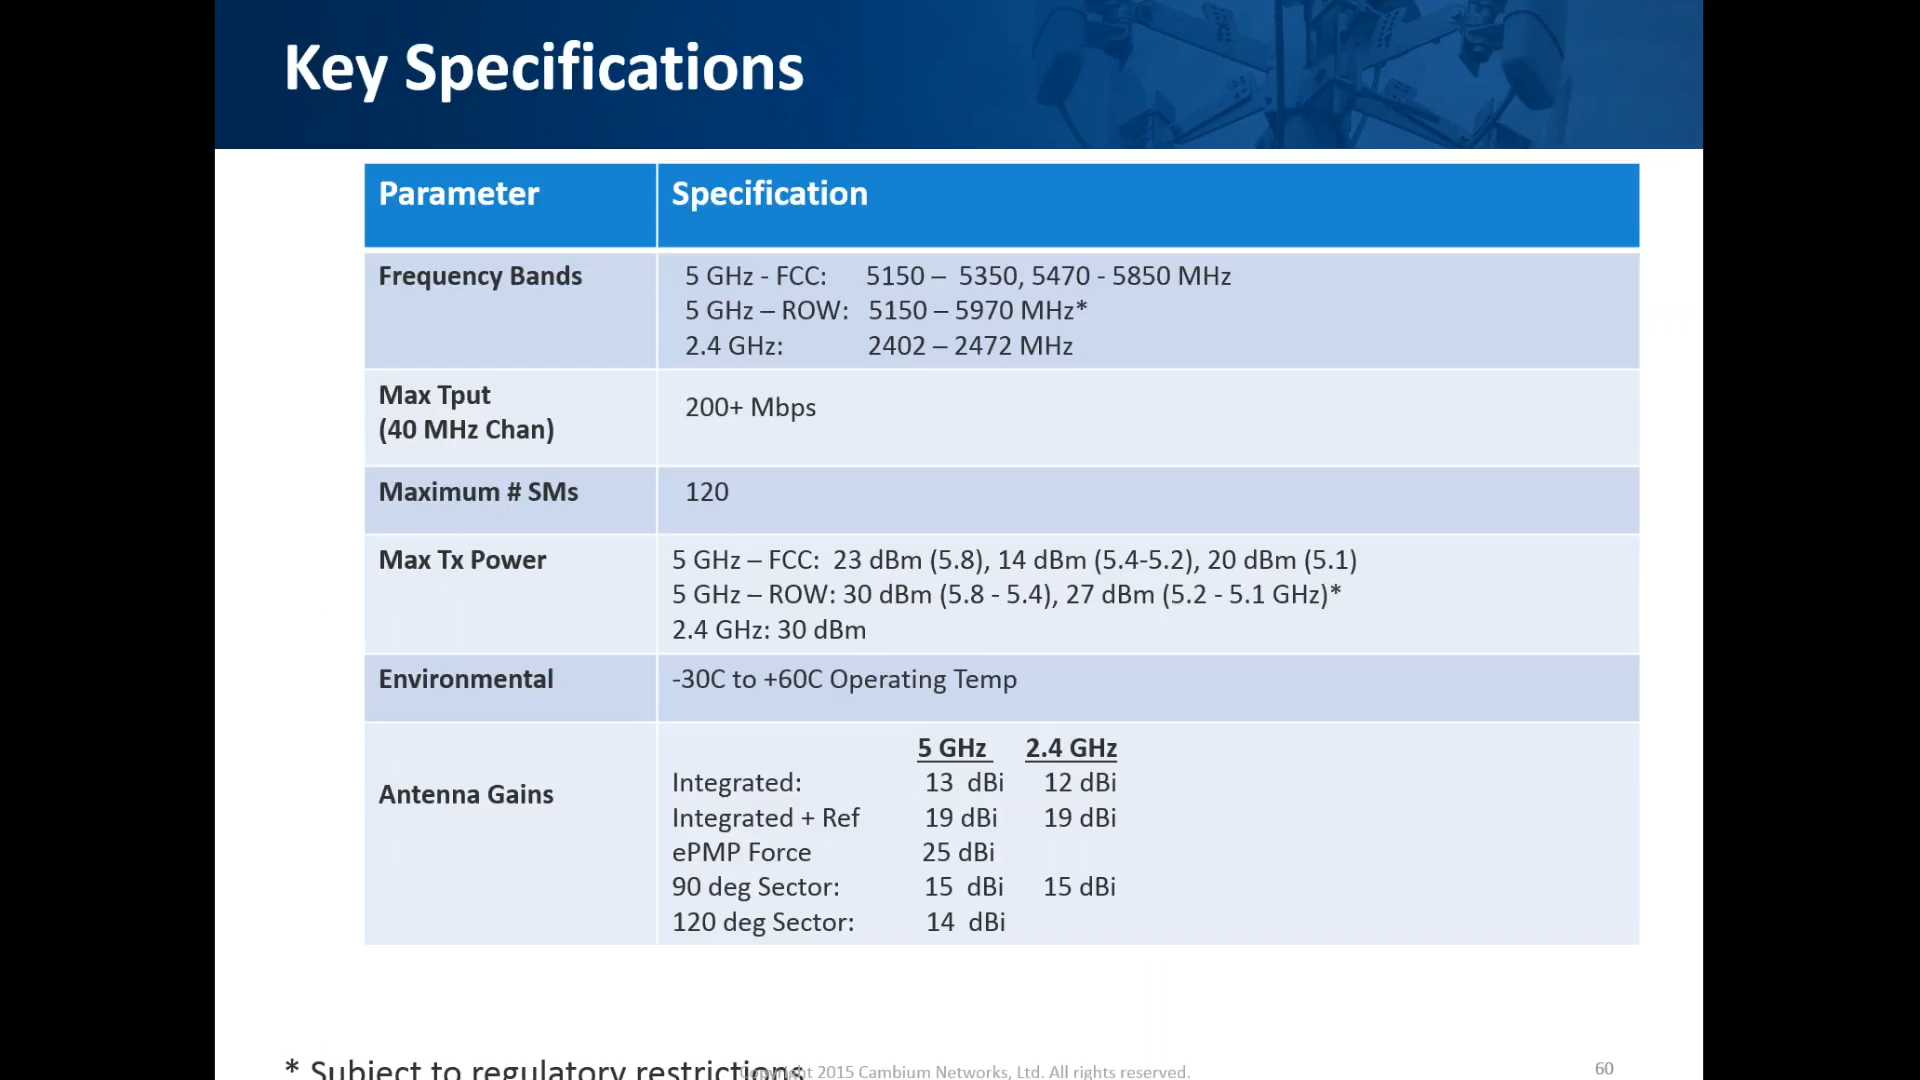 Key Specifications
Parameter Specification
Frequency Bands 5 GHz - FCC: 5150 – 5350, 5470 - 5850 MHz
5 GHz – ROW: 5150 – 5970 MHz*
2.4 GHz: 2402 – 2472 MHz
Max Tput
(40 MHz Chan) 200+ Mbps
Maximum # SMs 120
Max Tx Power 5 GHz – FCC: 23 dBm (5.8), 14 dBm (5.4-5.2), 20 dBm (5.1)
5 GHz – ROW: 30 dBm (5.8 - 5.4), 27 dBm (5.2 - 5.1 GHz)*
2.4 GHz: 30 dBm
Environmental -30C to +60C Operating Temp
Antenna Gains
5 GHz 2.4 GHz
Integrated: 13 dBi 12 dBi
Integrated + Ref 19 dBi 19 dBi
ePMP Force 25 dBi
90 deg Sector: 15 dBi 15 dBi
120 deg Sector: 14 dBi
* Subject to regulatory restrictions
Copyright 2015 Cambium Networks, Ltd. All rights reserved.
60